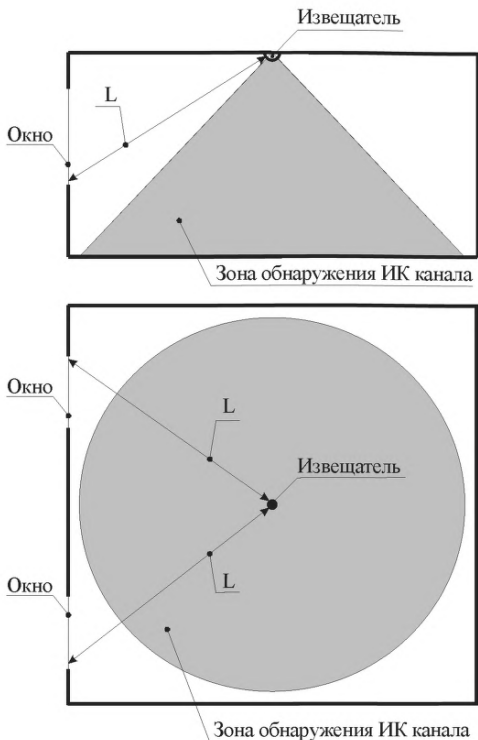 Извещатель
L
Окно
Зона обнаружения ИК канала
Окно
L
Извещатель
L
Окно
Зона обнаружения ИК канала